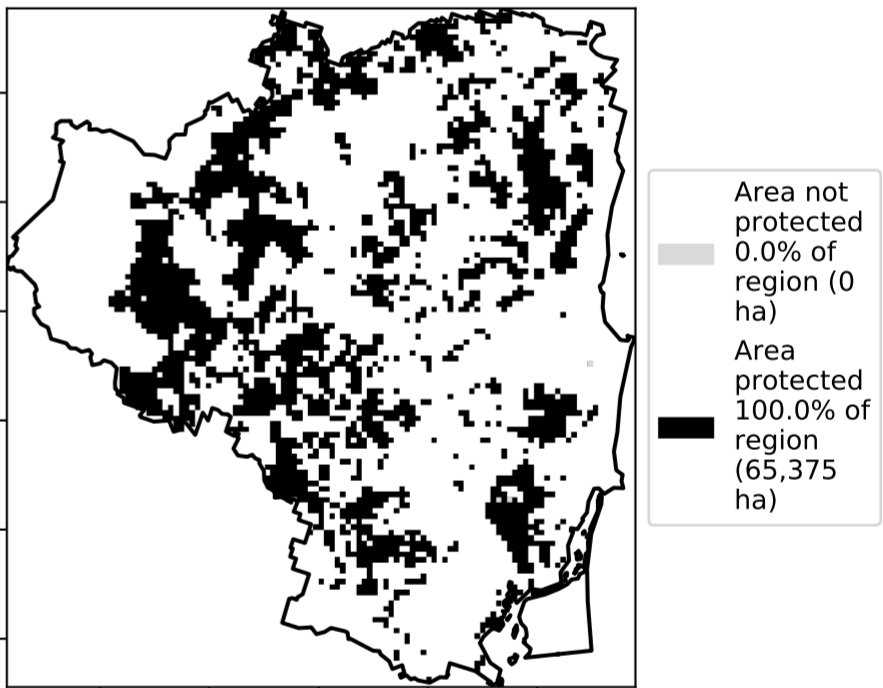 Area not
protected
0.0% of
region (0
ha)
Area
protected
100.0% of
region
(65,375
ha)